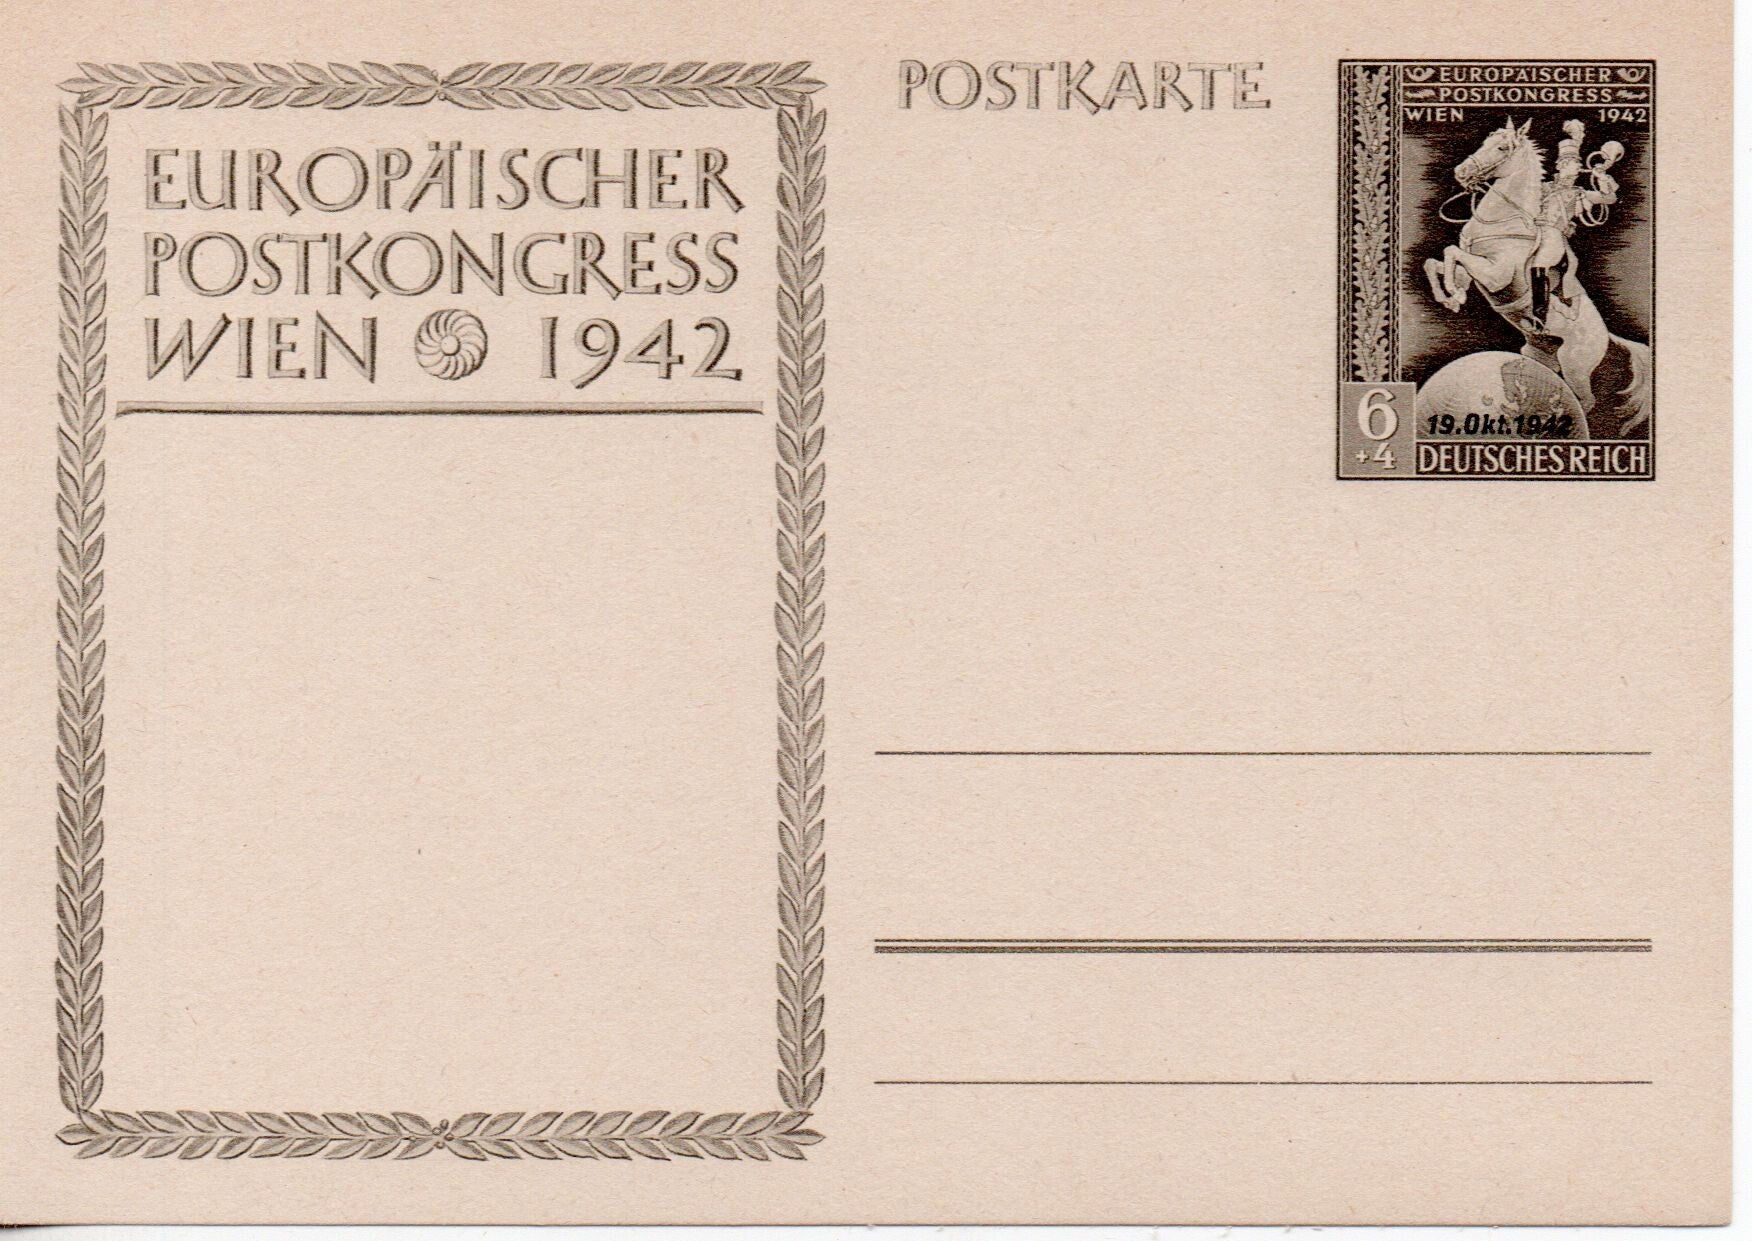 EUROPÄISCHER
POSTKONGRESS
WIEN 1942
POSTKARTE
EUROPÄISCHER
POSTKONGRESS
WIEN 1942
6
+4
19.Okt.1942
DEUTSCHES REICH